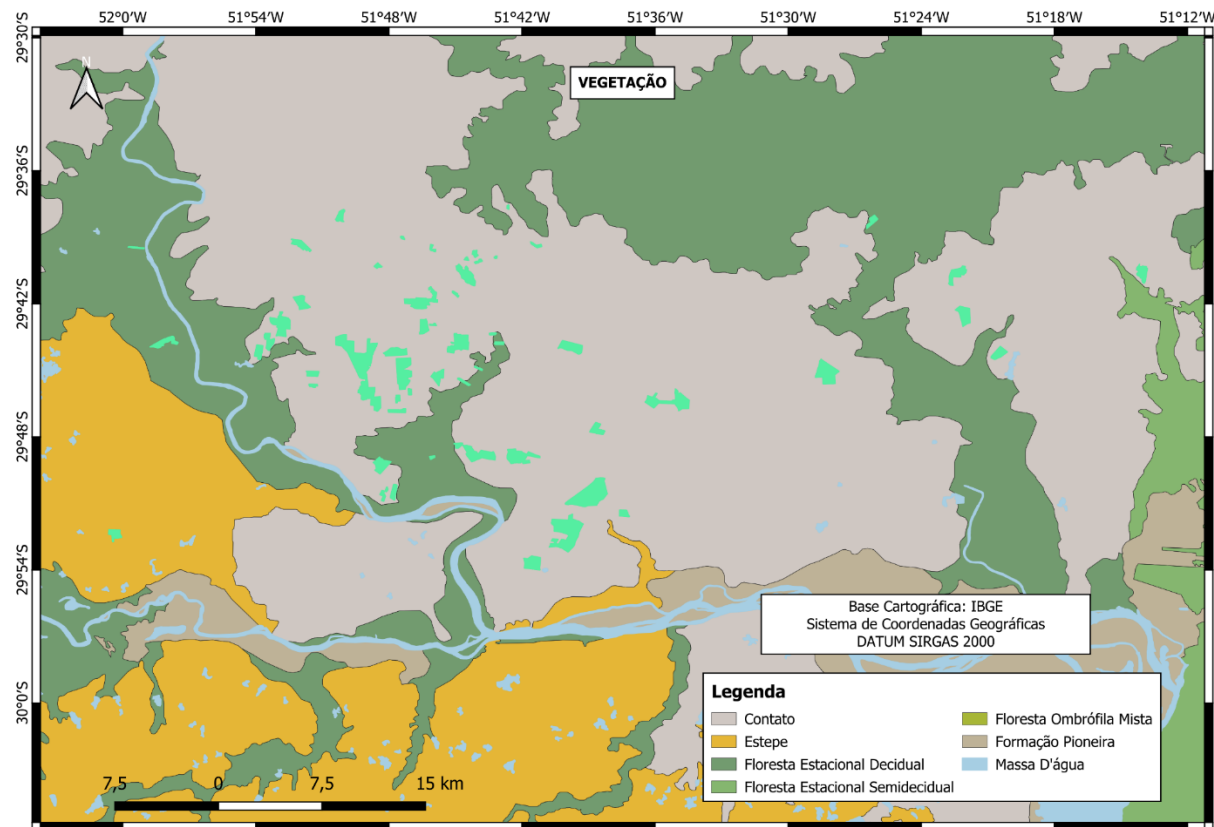 52°0'W 51°54'W 51°48'W 51°42'W 51°36'W 51°30'W 51°24'W 51°18'W 51°12'W
29°30'S
N
VEGETAÇÃO
29°36'S
29°42'S
29°48'S
29°54'S
30°0'S
Base Cartográfica: IBGE
Sistema de Coordenadas Geográficas
DATUM SIRGAS 2000
Legenda
Contato
Estepe
Floresta Estacional Decidual
Floresta Estacional Semidecidual
Floresta Ombrófila Mista
Formação Pioneira
Massa D'água
7,5 0 7,5 15 km